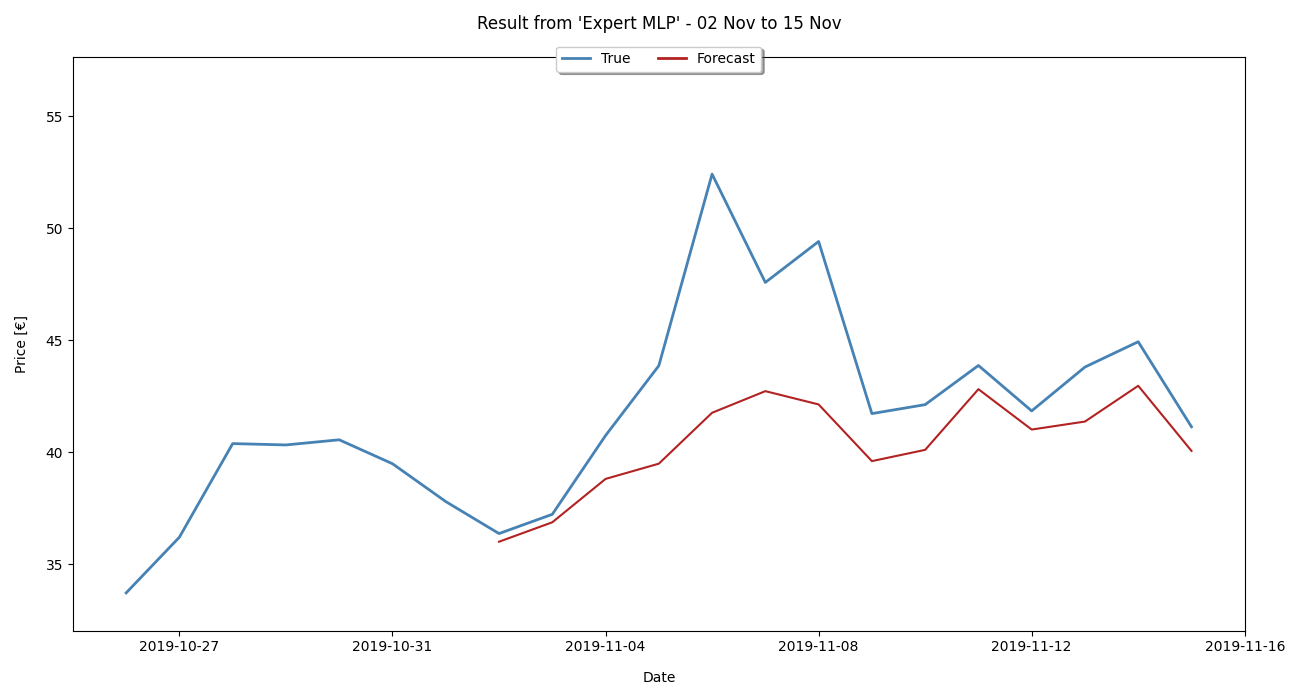 Result from 'Expert MLP' - 02 Nov to 15 Nov
True Forecast
55
50
45
40
35
Price [€]
2019-10-27 2019-10-31 2019-11-04 2019-11-08 2019-11-12 2019-11-16
Date